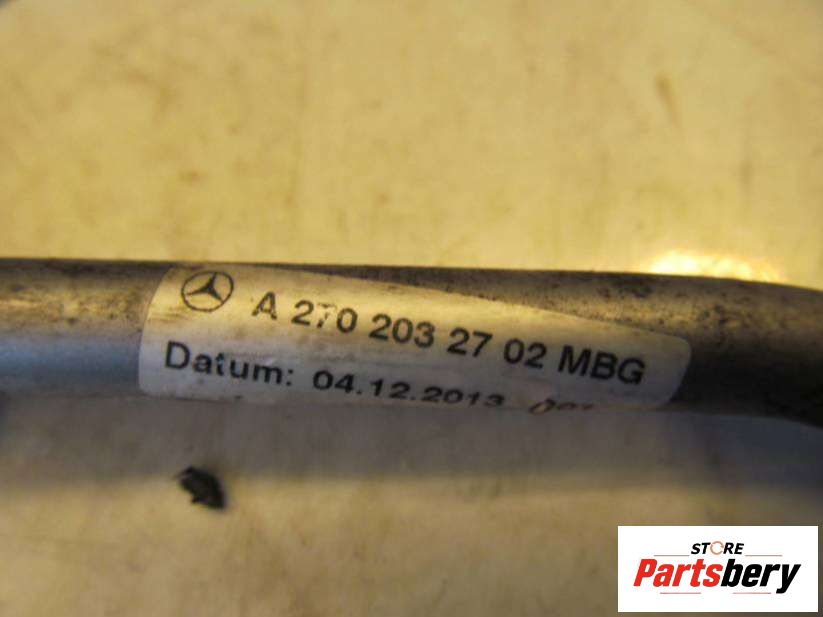 A 270 203 27 02 MBG
Datum: 04.12.2013
STORE
Partsbery